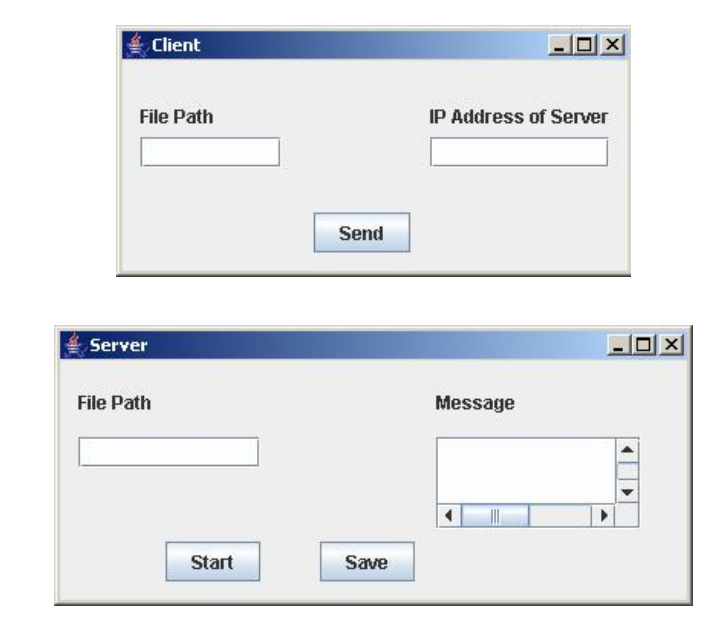 Client
File Path IP Address of Server
Send
Server
File Path Message
Start Save